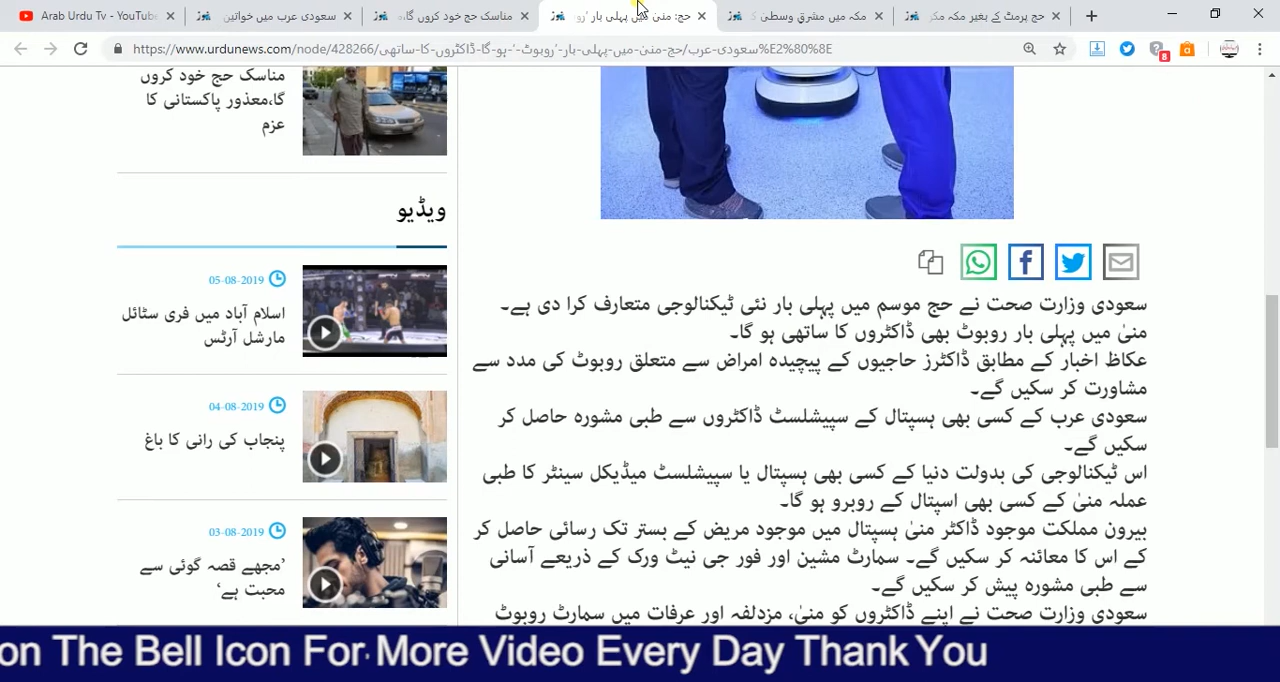 Arab Urdu Tv - YouTube
سعودی عرب میں خواتین
مناسک حج خود کروں گا،م
حج: منیٰ میں پہلی بار ’رو
مکہ میں مشرق وسطیٰ ک
حج پرمٹ کے بغیر مکہ مکر
https://www.urdunews.com/node/428266/سعودی-عرب/حج-منیٰ-میں-پہلی-بار-’روبوٹ-‘-ہو-گا-ڈاکٹروں-کا-ساتھی%E2%80%8E
8
مناسک حج خود کروں
گا،معذور پاکستانی کا
عزم
ویڈیو
05-08-2019
اسلام آباد میں فری سٹائل
مارشل آرٹس
04-08-2019
پنجاب کی رانی کا باغ
03-08-2019
’مجھے قصہ گوئی سے
محبت ہے‘
سعودی وزارت صحت نے حج موسم میں پہلی بار نئی ٹیکنالوجی متعارف کرا دی ہے۔
منیٰ میں پہلی بار روبوٹ بھی ڈاکٹروں کا ساتھی ہو گا۔
عکاظ اخبار کے مطابق ڈاکٹرز حاجیوں کے پیچیدہ امراض سے متعلق روبوٹ کی مدد سے
مشاورت کر سکیں گے۔
سعودی عرب کے کسی بھی ہسپتال کے سپیشلسٹ ڈاکٹروں سے طبی مشورہ حاصل کر
سکیں گے۔
اس ٹیکنالوجی کی بدولت دنیا کے کسی بھی ہسپتال یا سپیشلسٹ میڈیکل سینٹر کا طبی
عملہ منیٰ کے کسی بھی اسپتال کے روبرو ہو گا۔
بیرون مملکت موجود ڈاکٹر منیٰ ہسپتال میں موجود مریض کے بستر تک رسائی حاصل کر
کے اس کا معائنہ کر سکیں گے۔ سمارٹ مشین اور فور جی نیٹ ورک کے ذریعے آسانی
سے طبی مشورہ پیش کر سکیں گے۔
سعودی وزارت صحت نے اپنے ڈاکٹروں کو منیٰ، مزدلفہ اور عرفات میں سمارٹ روبوٹ
on The Bell Icon For More Video Every Day Thank You